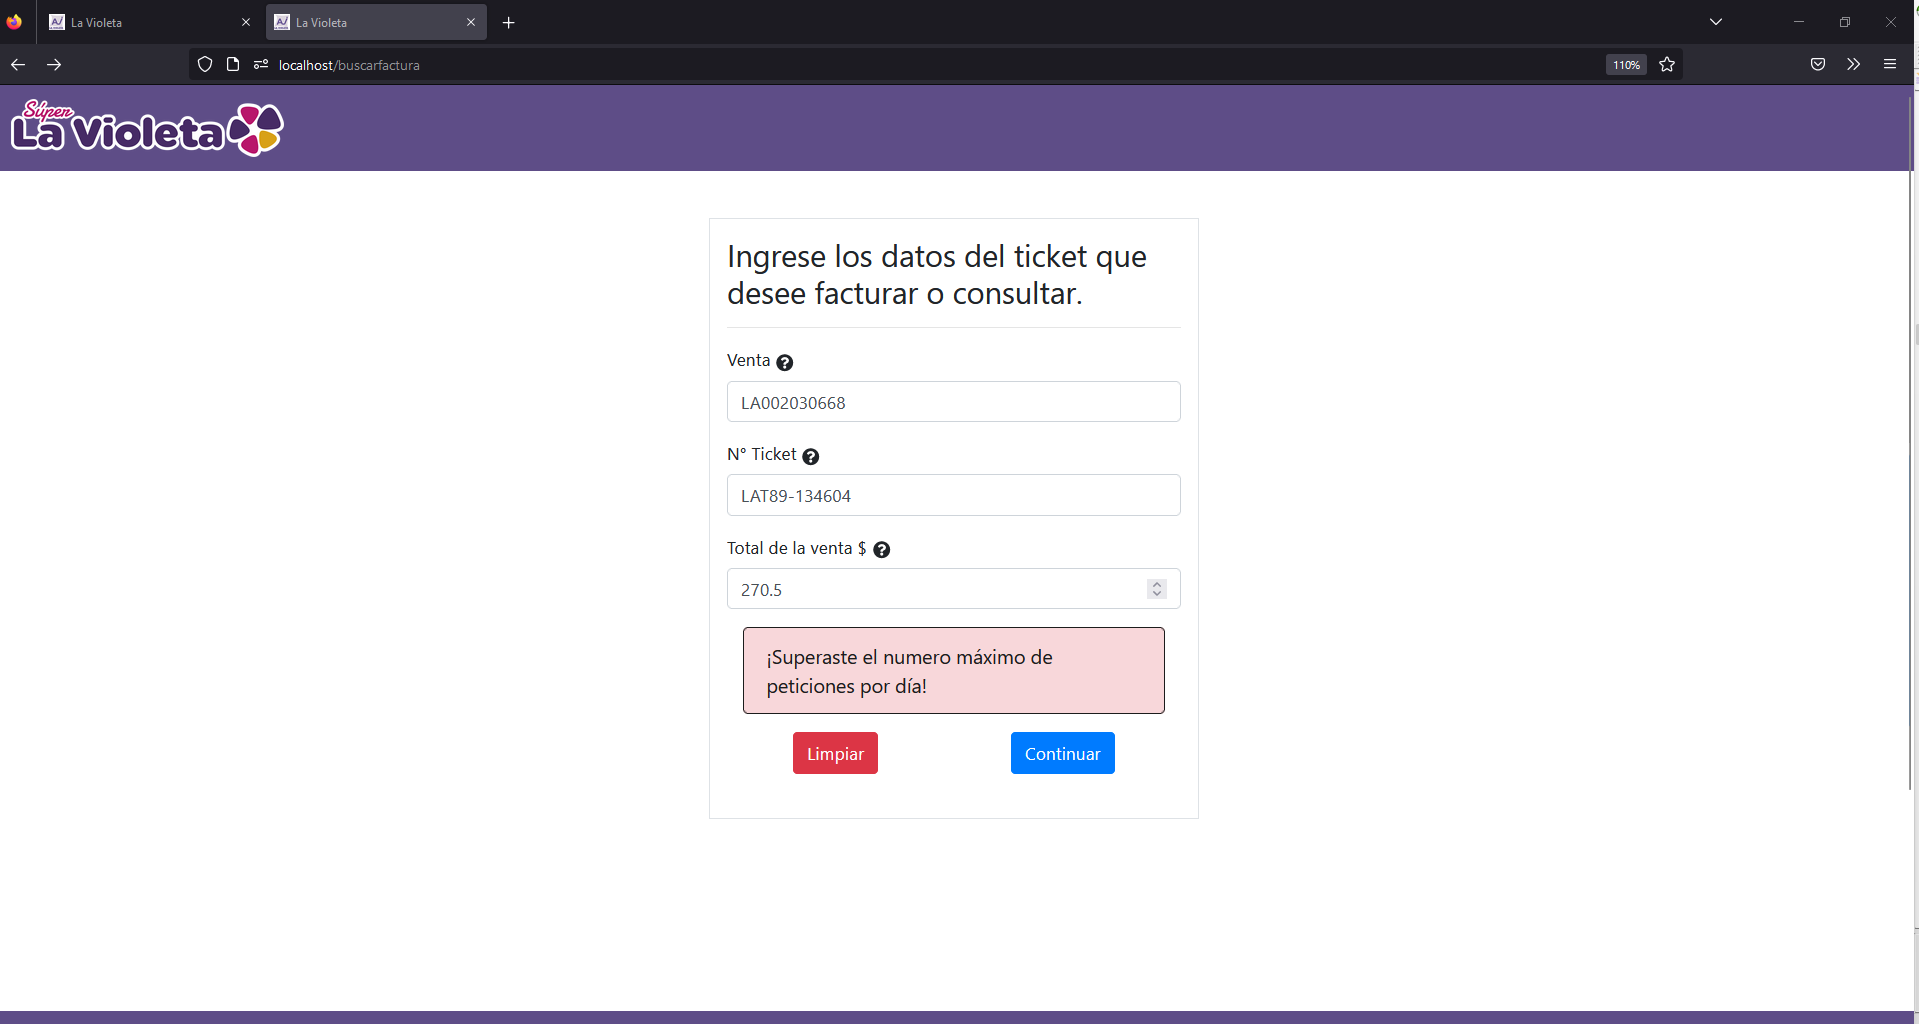 La Violeta
La Violeta
localhost/buscarfactura
110%
Súper
La Violeta
Ingrese los datos del ticket que
desee facturar o consultar.
Venta
LA002030668
N° Ticket
LAT89-134604
Total de la venta $
270.5
¡Superaste el numero máximo de
peticiones por día!
Limpiar
Continuar